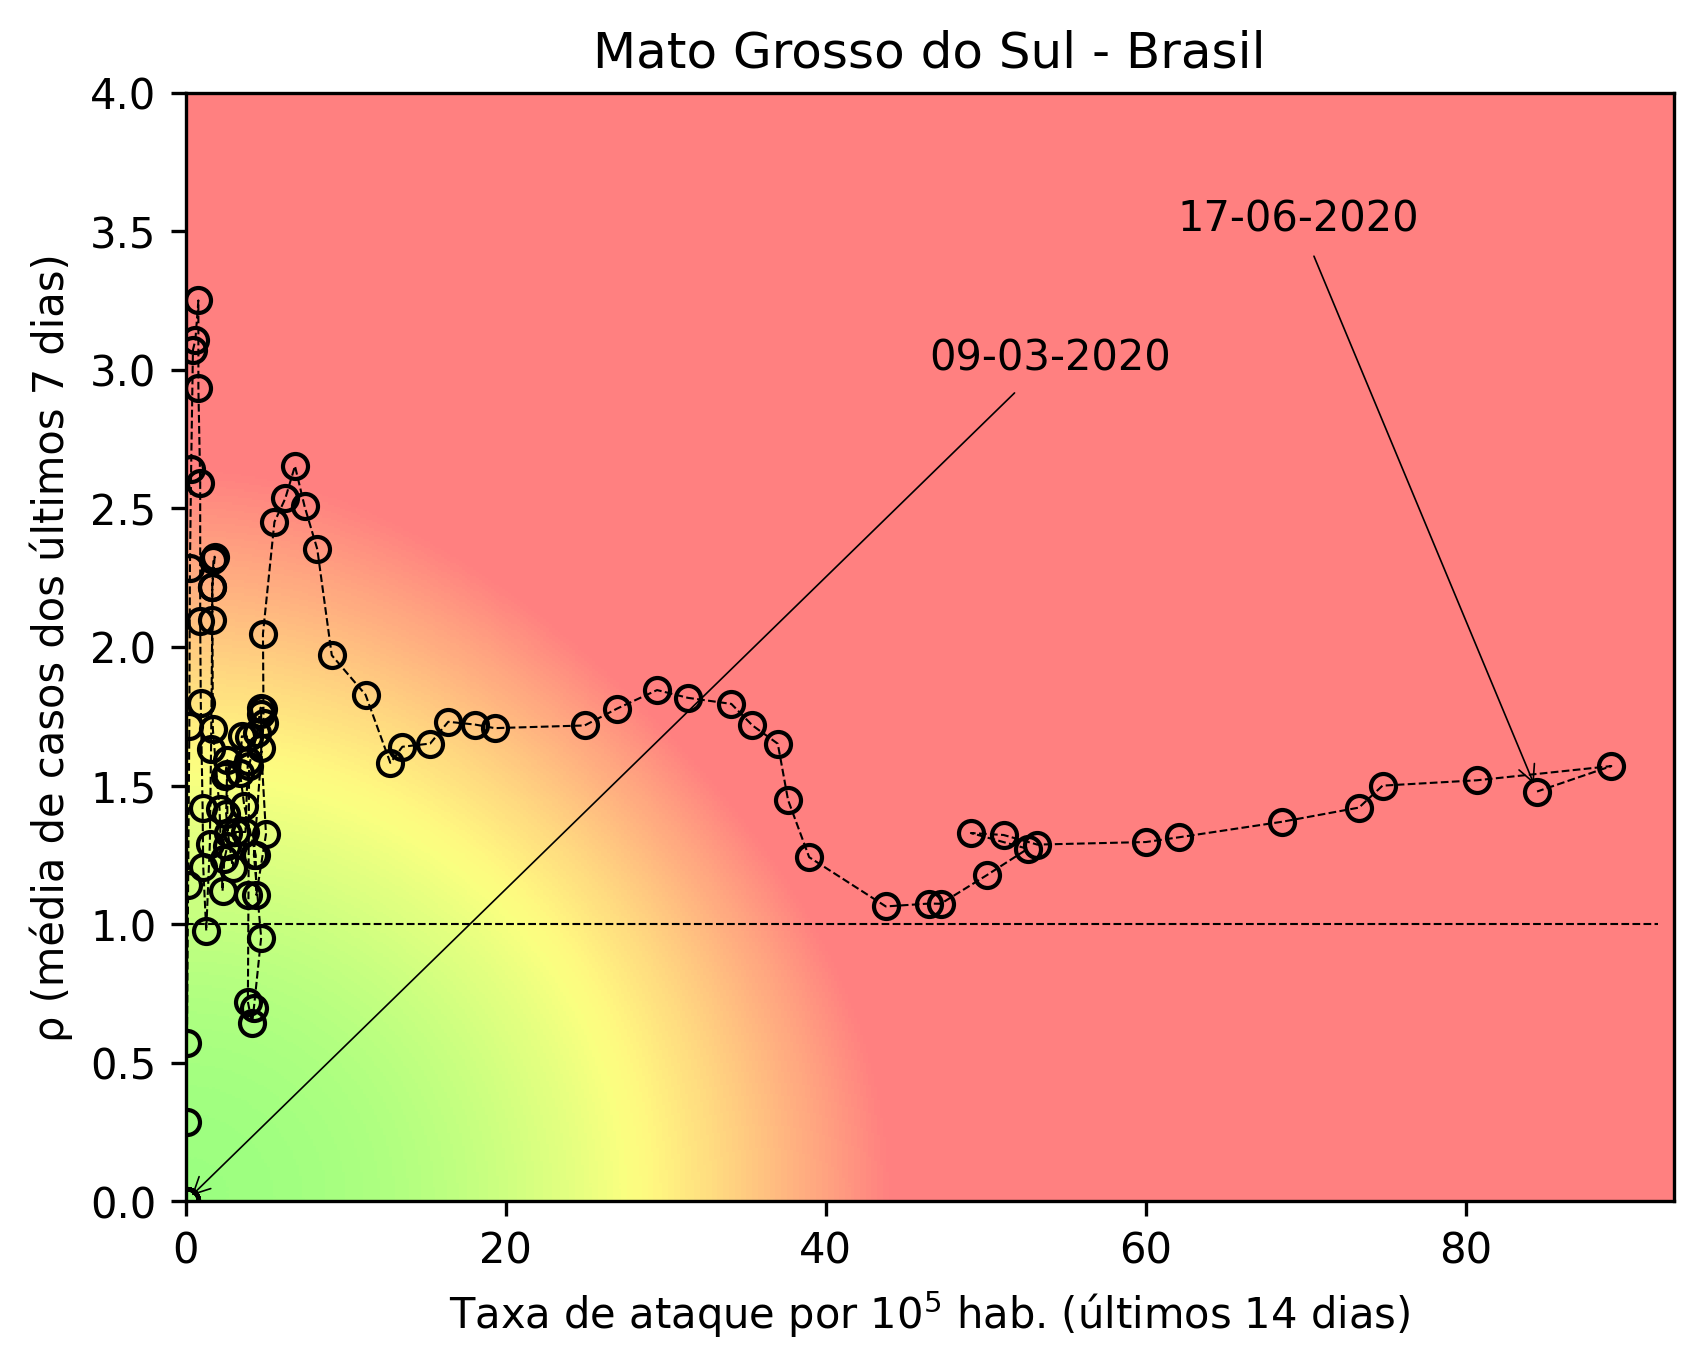 Mato Grosso do Sul - Brasil
4.0
3.5
3.0
2.5
2.0
1.5
1.0
0.5
0.0
ρ (média de casos dos últimos 7 dias)
17-06-2020
09-03-2020
0 20 40 60 80
Taxa de ataque por 10⁵ hab. (últimos 14 dias)